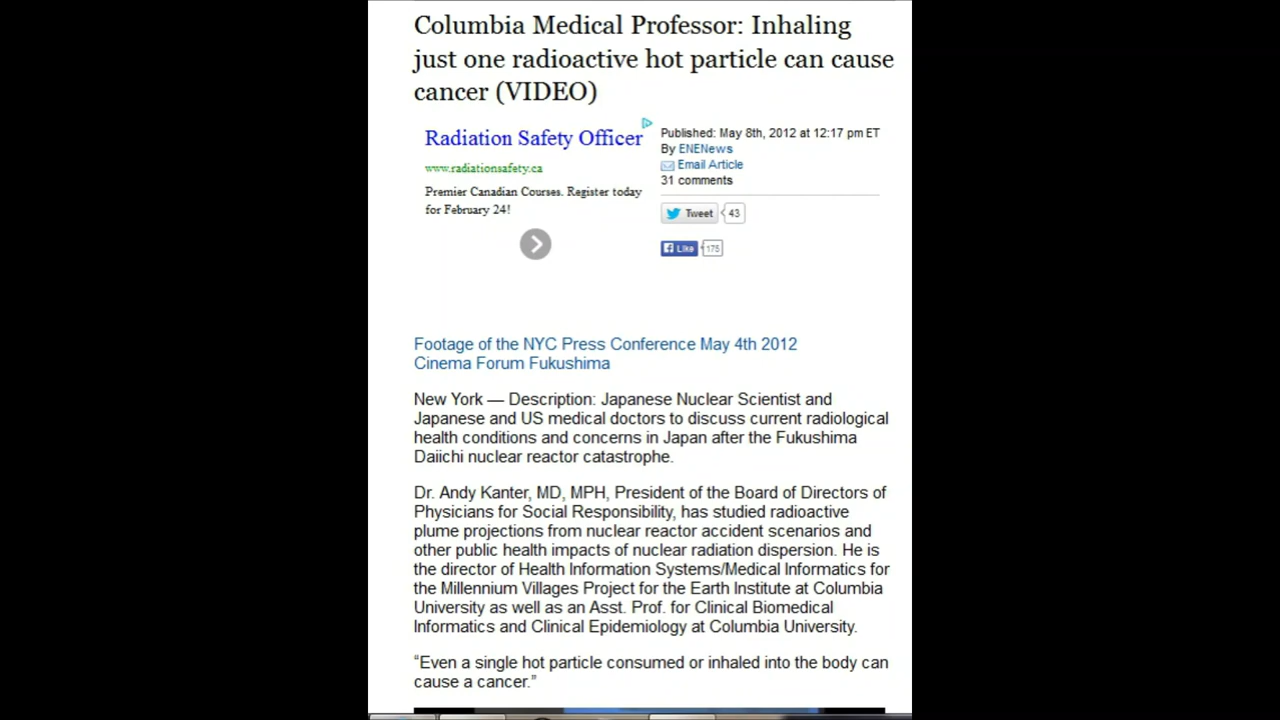 Columbia Medical Professor: Inhaling
just one radioactive hot particle can cause
cancer (VIDEO)
Radiation Safety Officer
www.radiationsafety.ca
Premier Canadian Courses. Register today
for February 24!
Published: May 8th, 2012 at 12:17 pm ET
By ENENews
Email Article
31 comments
Tweet 43
Like 175
Footage of the NYC Press Conference May 4th 2012
Cinema Forum Fukushima
New York — Description: Japanese Nuclear Scientist and
Japanese and US medical doctors to discuss current radiological
health conditions and concerns in Japan after the Fukushima
Daiichi nuclear reactor catastrophe.
Dr. Andy Kanter, MD, MPH, President of the Board of Directors of
Physicians for Social Responsibility, has studied radioactive
plume projections from nuclear reactor accident scenarios and
other public health impacts of nuclear radiation dispersion. He is
the director of Health Information Systems/Medical Informatics for
the Millennium Villages Project for the Earth Institute at Columbia
University as well as an Asst. Prof. for Clinical Biomedical
Informatics and Clinical Epidemiology at Columbia University.
“Even a single hot particle consumed or inhaled into the body can
cause a cancer.”